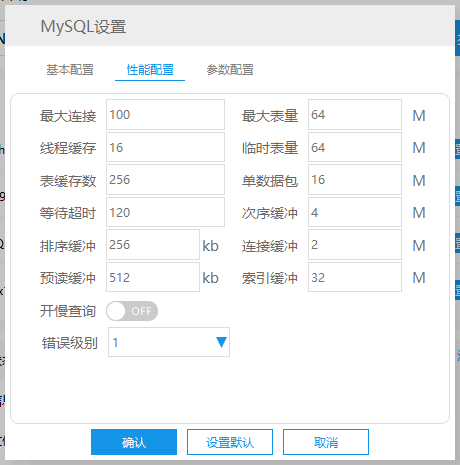 MySQL设置
基本配置 性能配置 参数配置
最大连接 100 最大表量 64 M
线程缓存 16 临时表量 64 M
表缓存数 256 单数据包 16 M
等待超时 120 次序缓冲 4 M
排序缓冲 256 kb 连接缓冲 2 M
预读缓冲 512 kb 索引缓冲 32 M
开慢查询 OFF
错误级别 1
确认 设置默认 取消